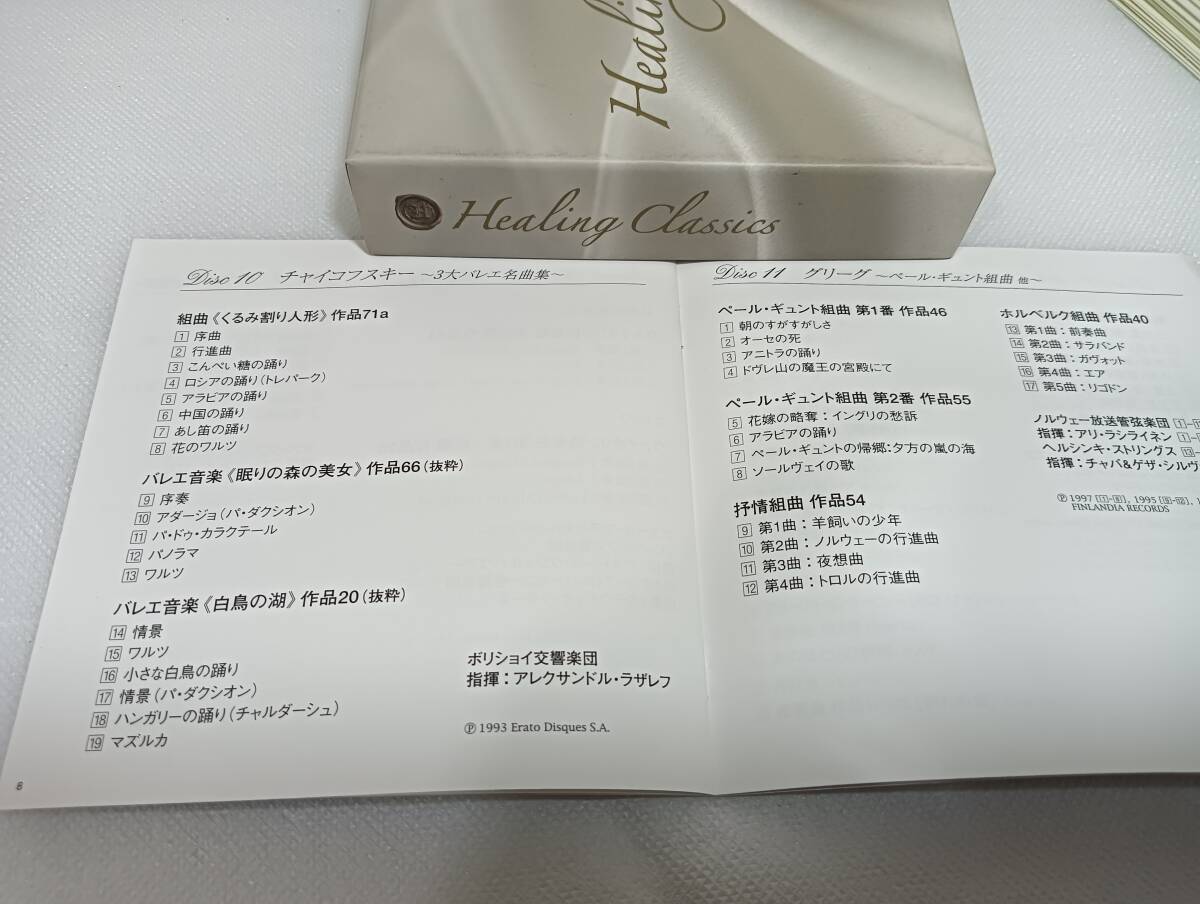 Healing
Healing Classics
Disc 10 チャイコフスキー ～3大バレエ名曲集～
組曲《くるみ割り人形》作品71a
1 序曲
2 行進曲
3 こんぺい糖の踊り
4 ロシアの踊り(トレパーク)
5 アラビアの踊り
6 中国の踊り
7 あし笛の踊り
8 花のワルツ
バレエ音楽《眠りの森の美女》作品66(抜粋)
9 序奏
10 アダージョ(パ・ダクシオン)
11 パ・ドゥ・カラクテール
12 パノラマ
13 ワルツ
バレエ音楽《白鳥の湖》作品20(抜粋)
14 情景
15 ワルツ
16 小さな白鳥の踊り
17 情景(パ・ダクシオン)
18 ハンガリーの踊り(チャルダーシュ)
19 マズルカ
ボリショイ交響楽団
指揮：アレクサンドル・ラザレフ
Ⓟ 1993 Erato Disques S.A.
8
Disc 11 グリーグ ～ペール・ギュント組曲 他～
ペール・ギュント組曲 第1番 作品46
1 朝のすがすがしさ
2 オーセの死
3 アニトラの踊り
4 ドヴレ山の魔王の宮殿にて
ペール・ギュント組曲 第2番 作品55
5 花嫁の略奪：イングリの愁訴
6 アラビアの踊り
7 ペール・ギュントの帰郷：夕方の嵐の海
8 ソールヴェイの歌
抒情組曲 作品54
9 第1曲：羊飼いの少年
10 第2曲：ノルウェーの行進曲
11 第3曲：夜想曲
12 第4曲：トロルの行進曲
ホルベルク組曲 作品40
13 第1曲：前奏曲
14 第2曲：サラバンド
15 第3曲：ガヴォット
16 第4曲：エア
17 第5曲：リゴドン
ノルウェー放送管弦楽団 1-
指揮：アリ・ラシライネン 1-
ヘルシンキ・ストリングス 13-
指揮：チャバ&ゲザ・シルヴ
Ⓟ 1997 [1-8], 1995 [9-12], 1
FINLANDIA RECORDS